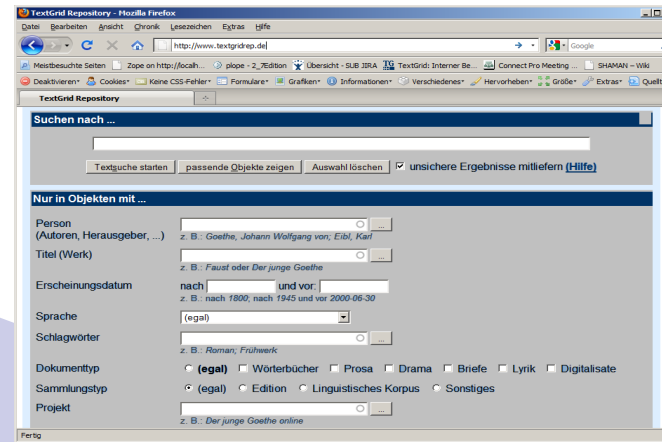 TextGrid Repository - Mozilla Firefox
Datei Bearbeiten Ansicht Chronik Lesezeichen Extras Hilfe
http://www.textgridrep.de Google
Meistbesuchte Seiten Zope on http://localh... plope - 2_7Edition Übersicht - SUB JIRA TG TextGrid: Interner Be... Connect Pro Meeting ... SHAMAN – Wiki
Deaktivieren Cookies Keine CSS-Fehler Formulare Grafiken Informationen Verschiedenes Hervorheben Größe Extras Quellt
TextGrid Repository
Suchen nach ...
Textsuche starten passende Objekte zeigen Auswahl löschen unsichere Ergebnisse mitliefern (Hilfe)
Nur in Objekten mit ...
Person
(Autoren, Herausgeber, ...) ...
z. B.: Goethe, Johann Wolfgang von; Eibl, Karl
Titel (Werk) ...
z. B.: Faust oder Der junge Goethe
Erscheinungsdatum nach und vor:
z. B.: nach 1800; nach 1945 und vor 2000-06-30
Sprache (egal)
Schlagwörter ...
z. B.: Roman; Frühwerk
Dokumenttyp (egal) Wörterbücher Prosa Drama Briefe Lyrik Digitalisate
Sammlungstyp (egal) Edition Linguistisches Korpus Sonstiges
Projekt ...
z. B.: Der junge Goethe online
Fertig